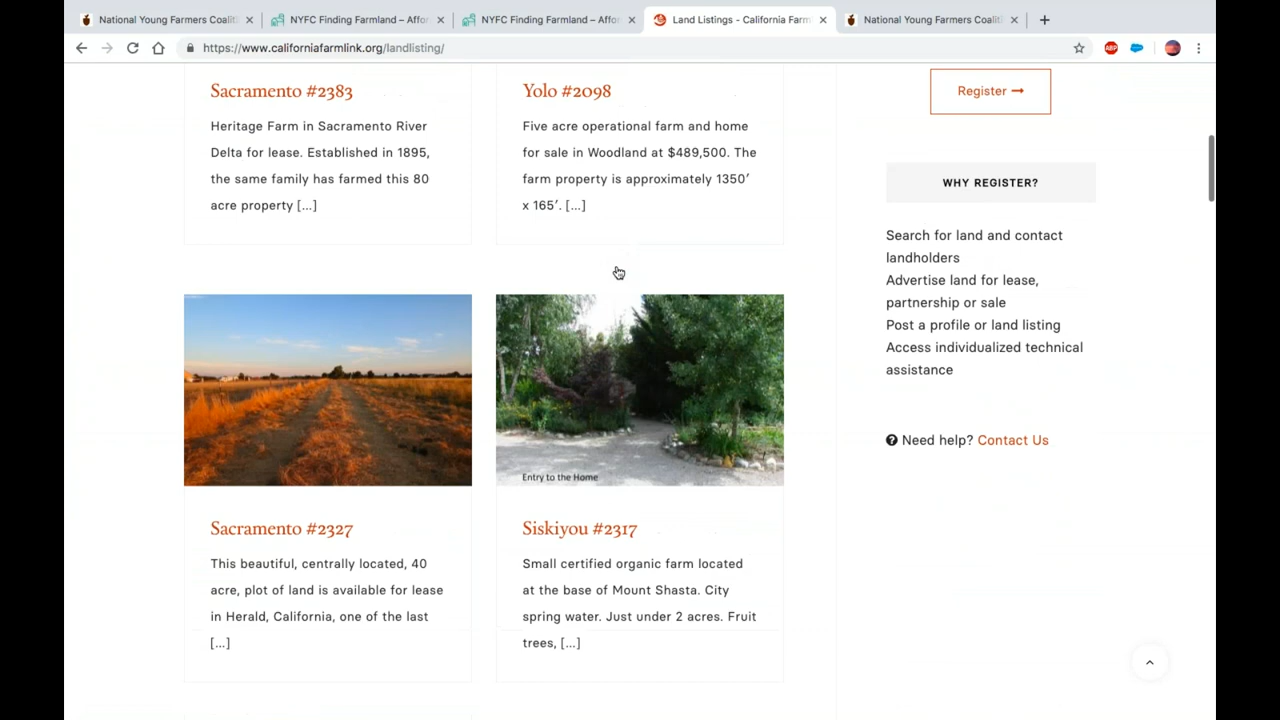 National Young Farmers Coaliti
NYFC Finding Farmland – Affor
NYFC Finding Farmland – Affor
Land Listings - California Farm
National Young Farmers Coaliti
https://www.californiafarmlink.org/landlisting/
ABP
Sacramento #2383
Heritage Farm in Sacramento River
Delta for lease. Established in 1895,
the same family has farmed this 80
acre property [...]
Yolo #2098
Five acre operational farm and home
for sale in Woodland at $489,500. The
farm property is approximately 1350′
x 165′. [...]
Register →
WHY REGISTER?
Search for land and contact
landholders
Advertise land for lease,
partnership or sale
Post a profile or land listing
Access individualized technical
assistance
Need help? Contact Us
Entry to the Home
Sacramento #2327
This beautiful, centrally located, 40
acre, plot of land is available for lease
in Herald, California, one of the last
[...]
Siskiyou #2317
Small certified organic farm located
at the base of Mount Shasta. City
spring water. Just under 2 acres. Fruit
trees, [...]